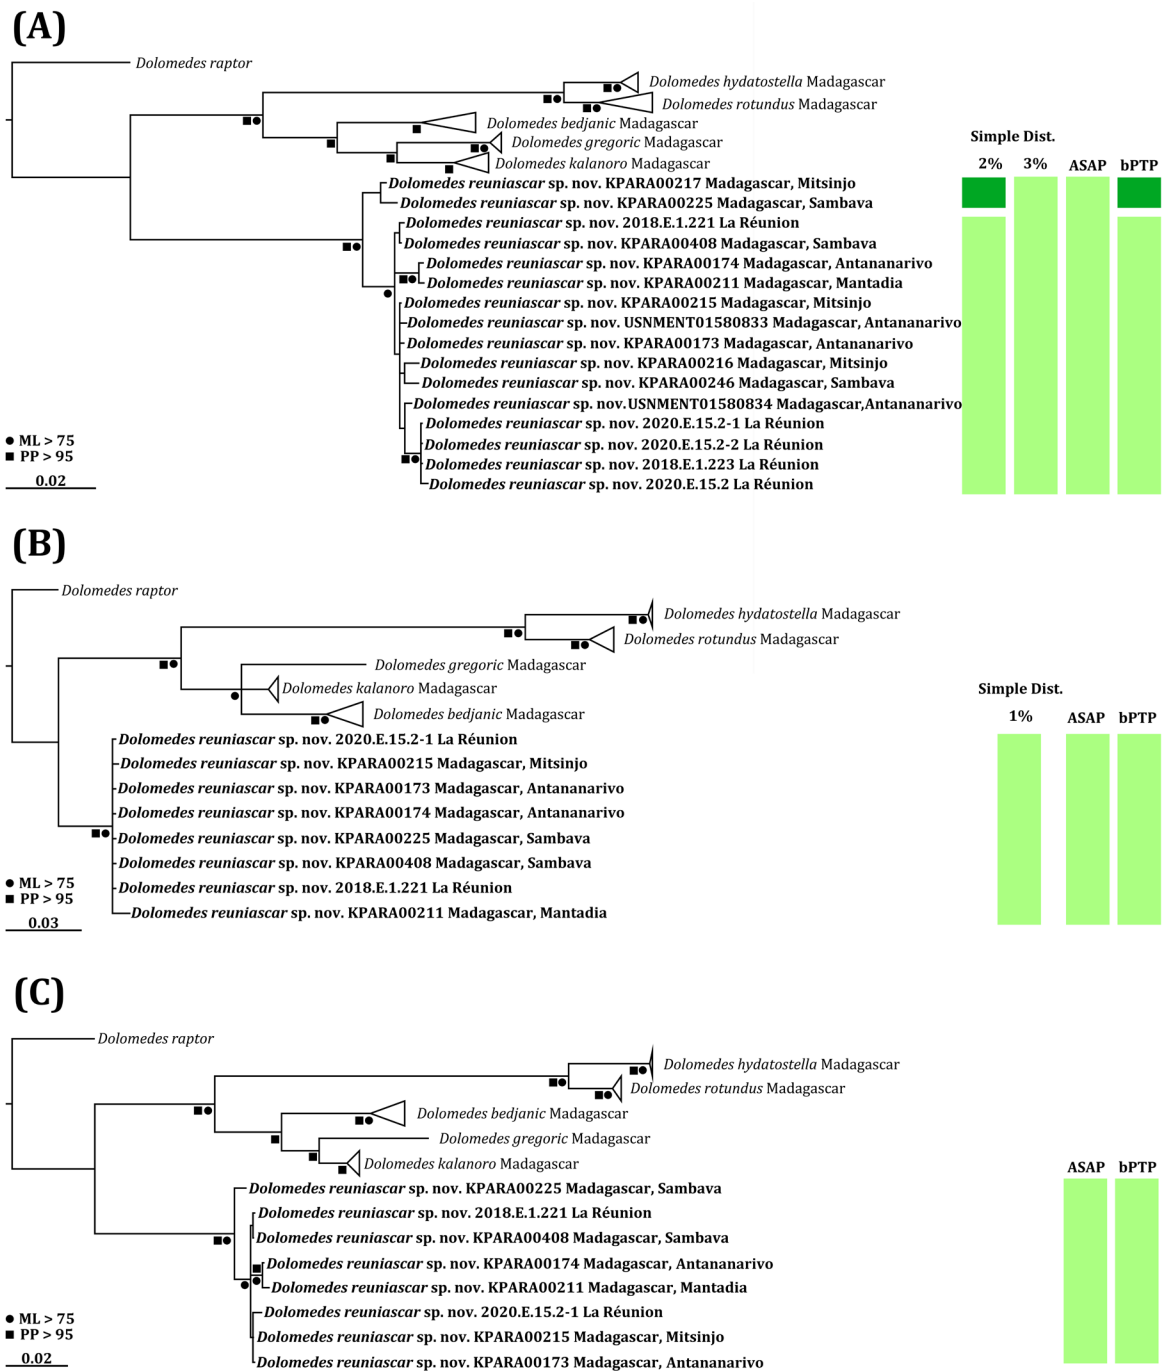 (A)
Dolomedes raptor
Dolomedes hydatostella Madagascar
Dolomedes rotundus Madagascar
Dolomedes bedjanic Madagascar
Dolomedes gregoric Madagascar
Dolomedes kalanoro Madagascar
Simple Dist.
2% 3% ASAP bPTP
Dolomedes reuniascar sp. nov. KPARA00217 Madagascar, Mitsinjo
Dolomedes reuniascar sp. nov. KPARA00225 Madagascar, Sambava
Dolomedes reuniascar sp. nov. 2018.E.1.221 La Réunion
Dolomedes reuniascar sp. nov. KPARA00408 Madagascar, Sambava
Dolomedes reuniascar sp. nov. KPARA00174 Madagascar, Antananarivo
Dolomedes reuniascar sp. nov. KPARA00211 Madagascar, Mantadia
Dolomedes reuniascar sp. nov. KPARA00215 Madagascar, Mitsinjo
Dolomedes reuniascar sp. nov. USNMENT01580833 Madagascar, Antananarivo
Dolomedes reuniascar sp. nov. KPARA00173 Madagascar, Antananarivo
Dolomedes reuniascar sp. nov. KPARA00216 Madagascar, Mitsinjo
Dolomedes reuniascar sp. nov. KPARA00246 Madagascar, Sambava
Dolomedes reuniascar sp. nov.USNMENT01580834 Madagascar,Antananarivo
Dolomedes reuniascar sp. nov. 2020.E.15.2-1 La Réunion
Dolomedes reuniascar sp. nov. 2020.E.15.2-2 La Réunion
Dolomedes reuniascar sp. nov. 2018.E.1.223 La Réunion
Dolomedes reuniascar sp. nov. 2020.E.15.2 La Réunion
ML > 75
PP > 95
0.02
(B)
Dolomedes raptor
Dolomedes hydatostella Madagascar
Dolomedes rotundus Madagascar
Dolomedes gregoric Madagascar
Dolomedes kalanoro Madagascar
Dolomedes bedjanic Madagascar
Simple Dist.
1% ASAP bPTP
Dolomedes reuniascar sp. nov. 2020.E.15.2-1 La Réunion
Dolomedes reuniascar sp. nov. KPARA00215 Madagascar, Mitsinjo
Dolomedes reuniascar sp. nov. KPARA00173 Madagascar, Antananarivo
Dolomedes reuniascar sp. nov. KPARA00174 Madagascar, Antananarivo
Dolomedes reuniascar sp. nov. KPARA00225 Madagascar, Sambava
Dolomedes reuniascar sp. nov. KPARA00408 Madagascar, Sambava
Dolomedes reuniascar sp. nov. 2018.E.1.221 La Réunion
Dolomedes reuniascar sp. nov. KPARA00211 Madagascar, Mantadia
ML > 75
PP > 95
0.03
(C)
Dolomedes raptor
Dolomedes hydatostella Madagascar
Dolomedes rotundus Madagascar
Dolomedes bedjanic Madagascar
Dolomedes gregoric Madagascar
Dolomedes kalanoro Madagascar
ASAP bPTP
Dolomedes reuniascar sp. nov. KPARA00225 Madagascar, Sambava
Dolomedes reuniascar sp. nov. 2018.E.1.221 La Réunion
Dolomedes reuniascar sp. nov. KPARA00408 Madagascar, Sambava
Dolomedes reuniascar sp. nov. KPARA00174 Madagascar, Antananarivo
Dolomedes reuniascar sp. nov. KPARA00211 Madagascar, Mantadia
Dolomedes reuniascar sp. nov. 2020.E.15.2-1 La Réunion
Dolomedes reuniascar sp. nov. KPARA00215 Madagascar, Mitsinjo
Dolomedes reuniascar sp. nov. KPARA00173 Madagascar, Antananarivo
ML > 75
PP > 95
0.02